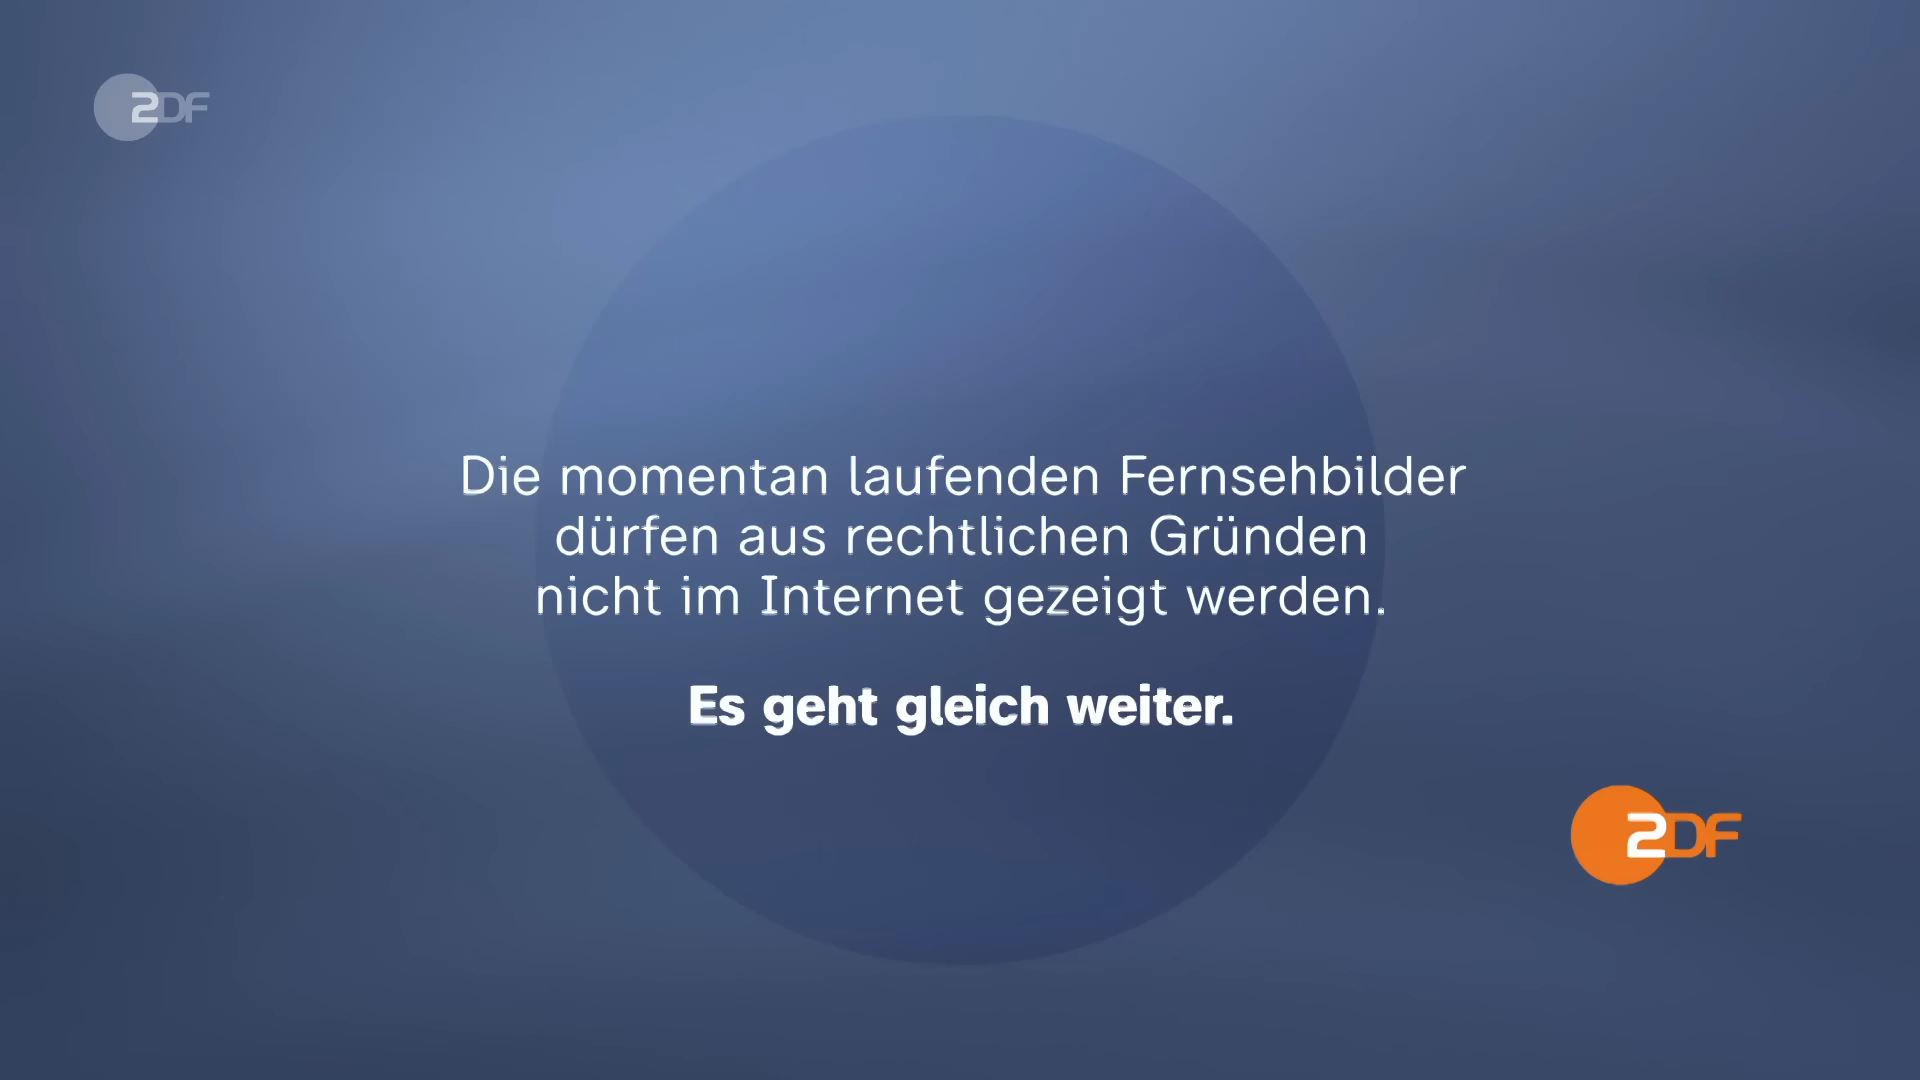 ZDF
Die momentan laufenden Fernsehbilder
dürfen aus rechtlichen Gründen
nicht im Internet gezeigt werden.
Es geht gleich weiter.
ZDF